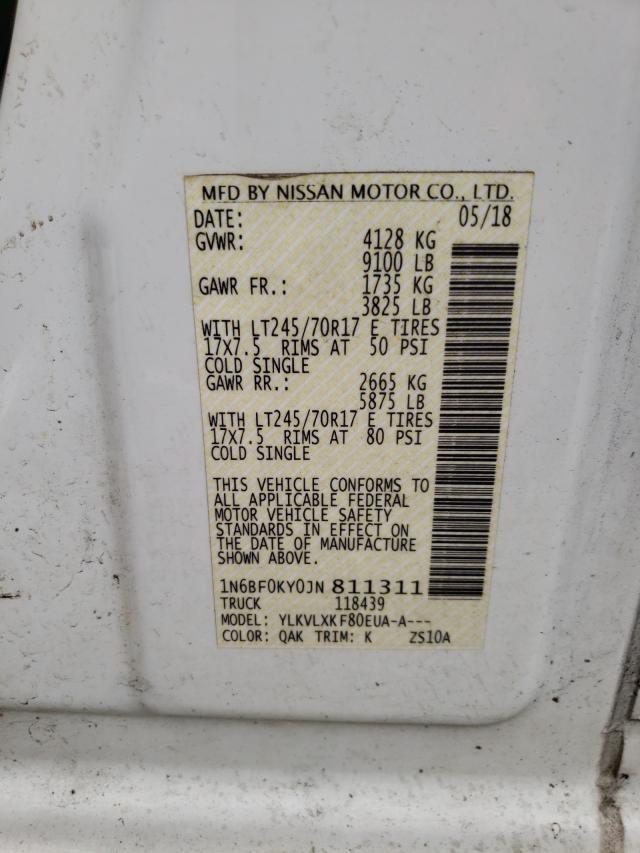 MFD BY NISSAN MOTOR CO., LTD.
DATE: 05/18
GVWR: 4128 KG
9100 LB
GAWR FR.: 1735 KG
3825 LB
WITH LT245/70R17 E TIRES
17X7.5 RIMS AT 50 PSI
COLD SINGLE
GAWR RR.: 2665 KG
5875 LB
WITH LT245/70R17 E TIRES
17X7.5 RIMS AT 80 PSI
COLD SINGLE
THIS VEHICLE CONFORMS TO
ALL APPLICABLE FEDERAL
MOTOR VEHICLE SAFETY
STANDARDS IN EFFECT ON
THE DATE OF MANUFACTURE
SHOWN ABOVE.
1N6BF0KY0JN 811311
TRUCK 118439
MODEL: YLKVLXKF80EUA-A---
COLOR: QAK TRIM: K ZS10A